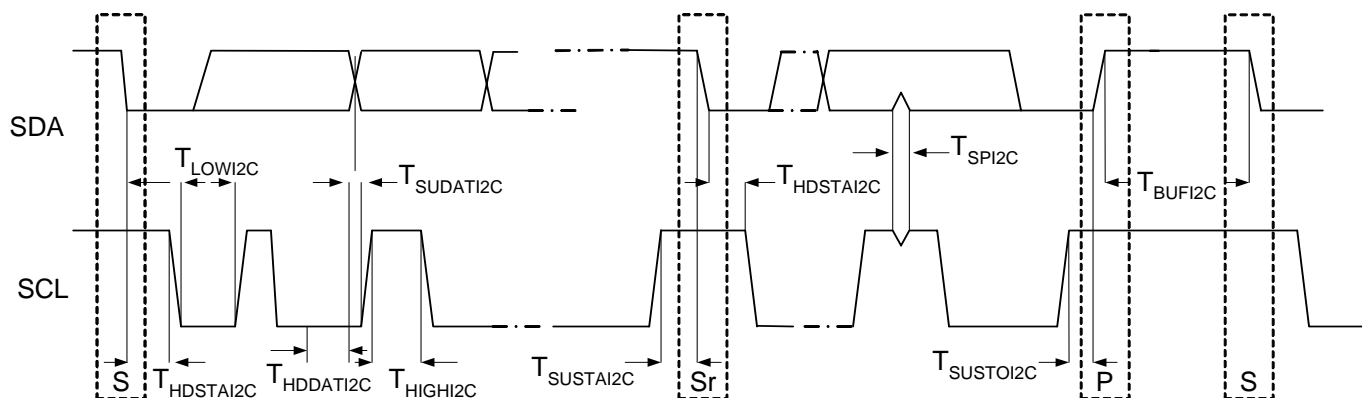 SDA
T_LOWI2C
T_SUDATI2C
T_HDSTAI2C
T_SPI2C
T_BUFI2C
SCL
T_HDSTAI2C
T_HDDATI2C
T_HIGHI2C
T_SUSTAI2C
T_SUSTOI2C
S
Sr
P
S